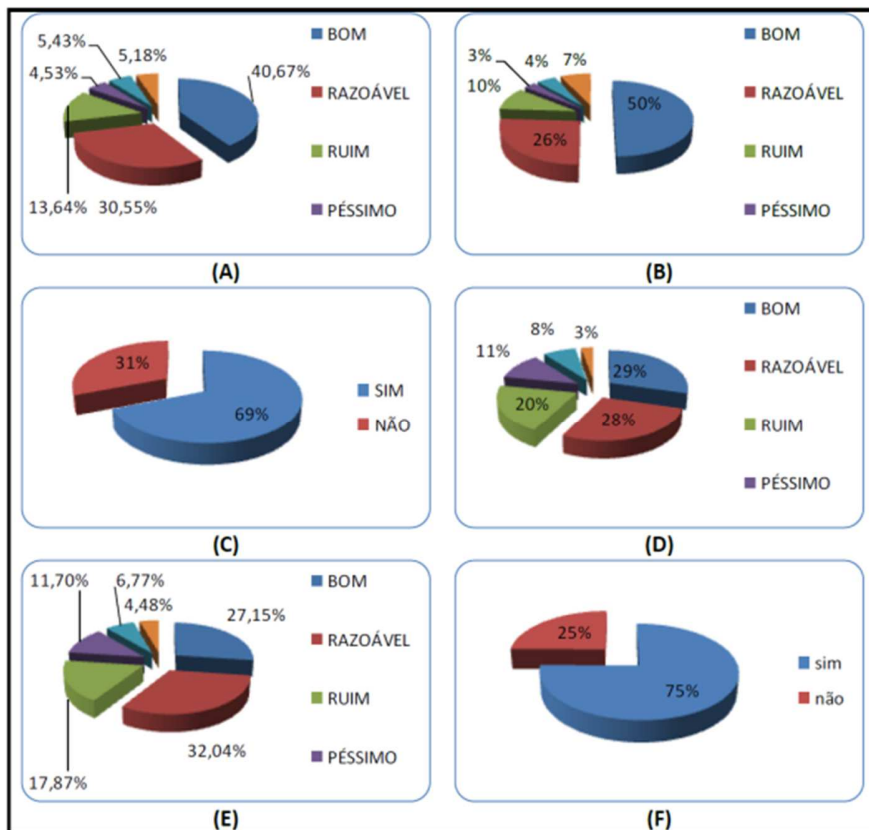 5,43%
5,18%
4,53%
40,67%
13,64%
30,55%
BOM
RAZOÁVEL
RUIM
PÉSSIMO
(A)
3%
4%
7%
10%
50%
26%
BOM
RAZOÁVEL
RUIM
PÉSSIMO
(B)
31%
69%
SIM
NÃO
(C)
8%
3%
11%
29%
20%
28%
BOM
RAZOÁVEL
RUIM
PÉSSIMO
(D)
11,70%
6,77%
4,48%
27,15%
32,04%
17,87%
BOM
RAZOÁVEL
RUIM
PÉSSIMO
(E)
25%
75%
sim
não
(F)